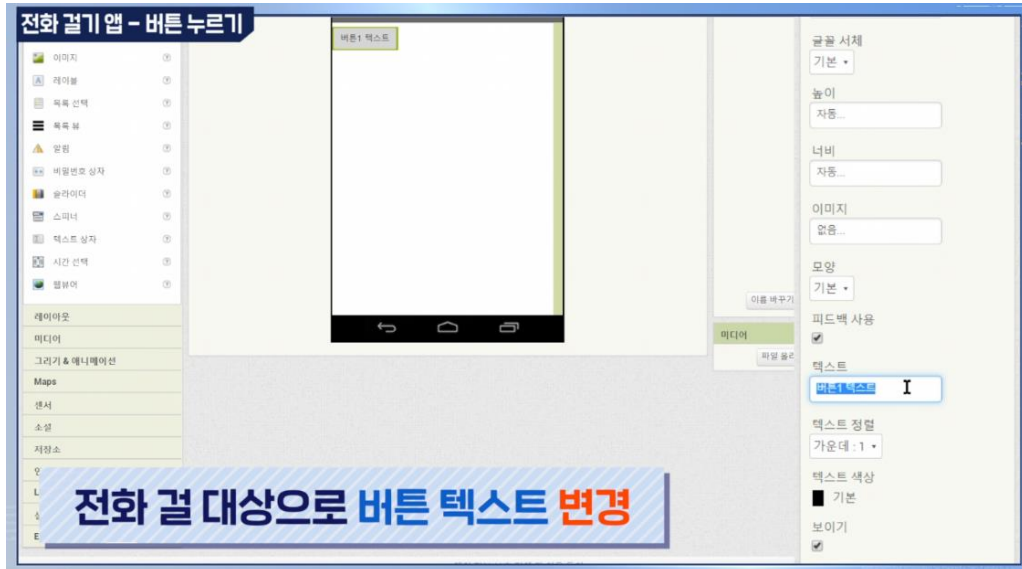 전화 걸기 앱 - 버튼 누르기
이미지
레이블
목록 선택
목록 뷰
알림
비밀번호 상자
슬라이더
스피너
텍스트 상자
시간 선택
웹뷰어
레이아웃
미디어
그리기 & 애니메이션
Maps
센서
소셜
저장소
버튼1 텍스트
이름 바꾸기
미디어
파일 올리
글꼴 서체
기본
높이
자동...
너비
자동...
이미지
없음...
모양
기본
피드백 사용
텍스트
버튼1 텍스트
텍스트 정렬
가운데 : 1
텍스트 색상
기본
보이기
전화 걸 대상으로 버튼 텍스트 변경